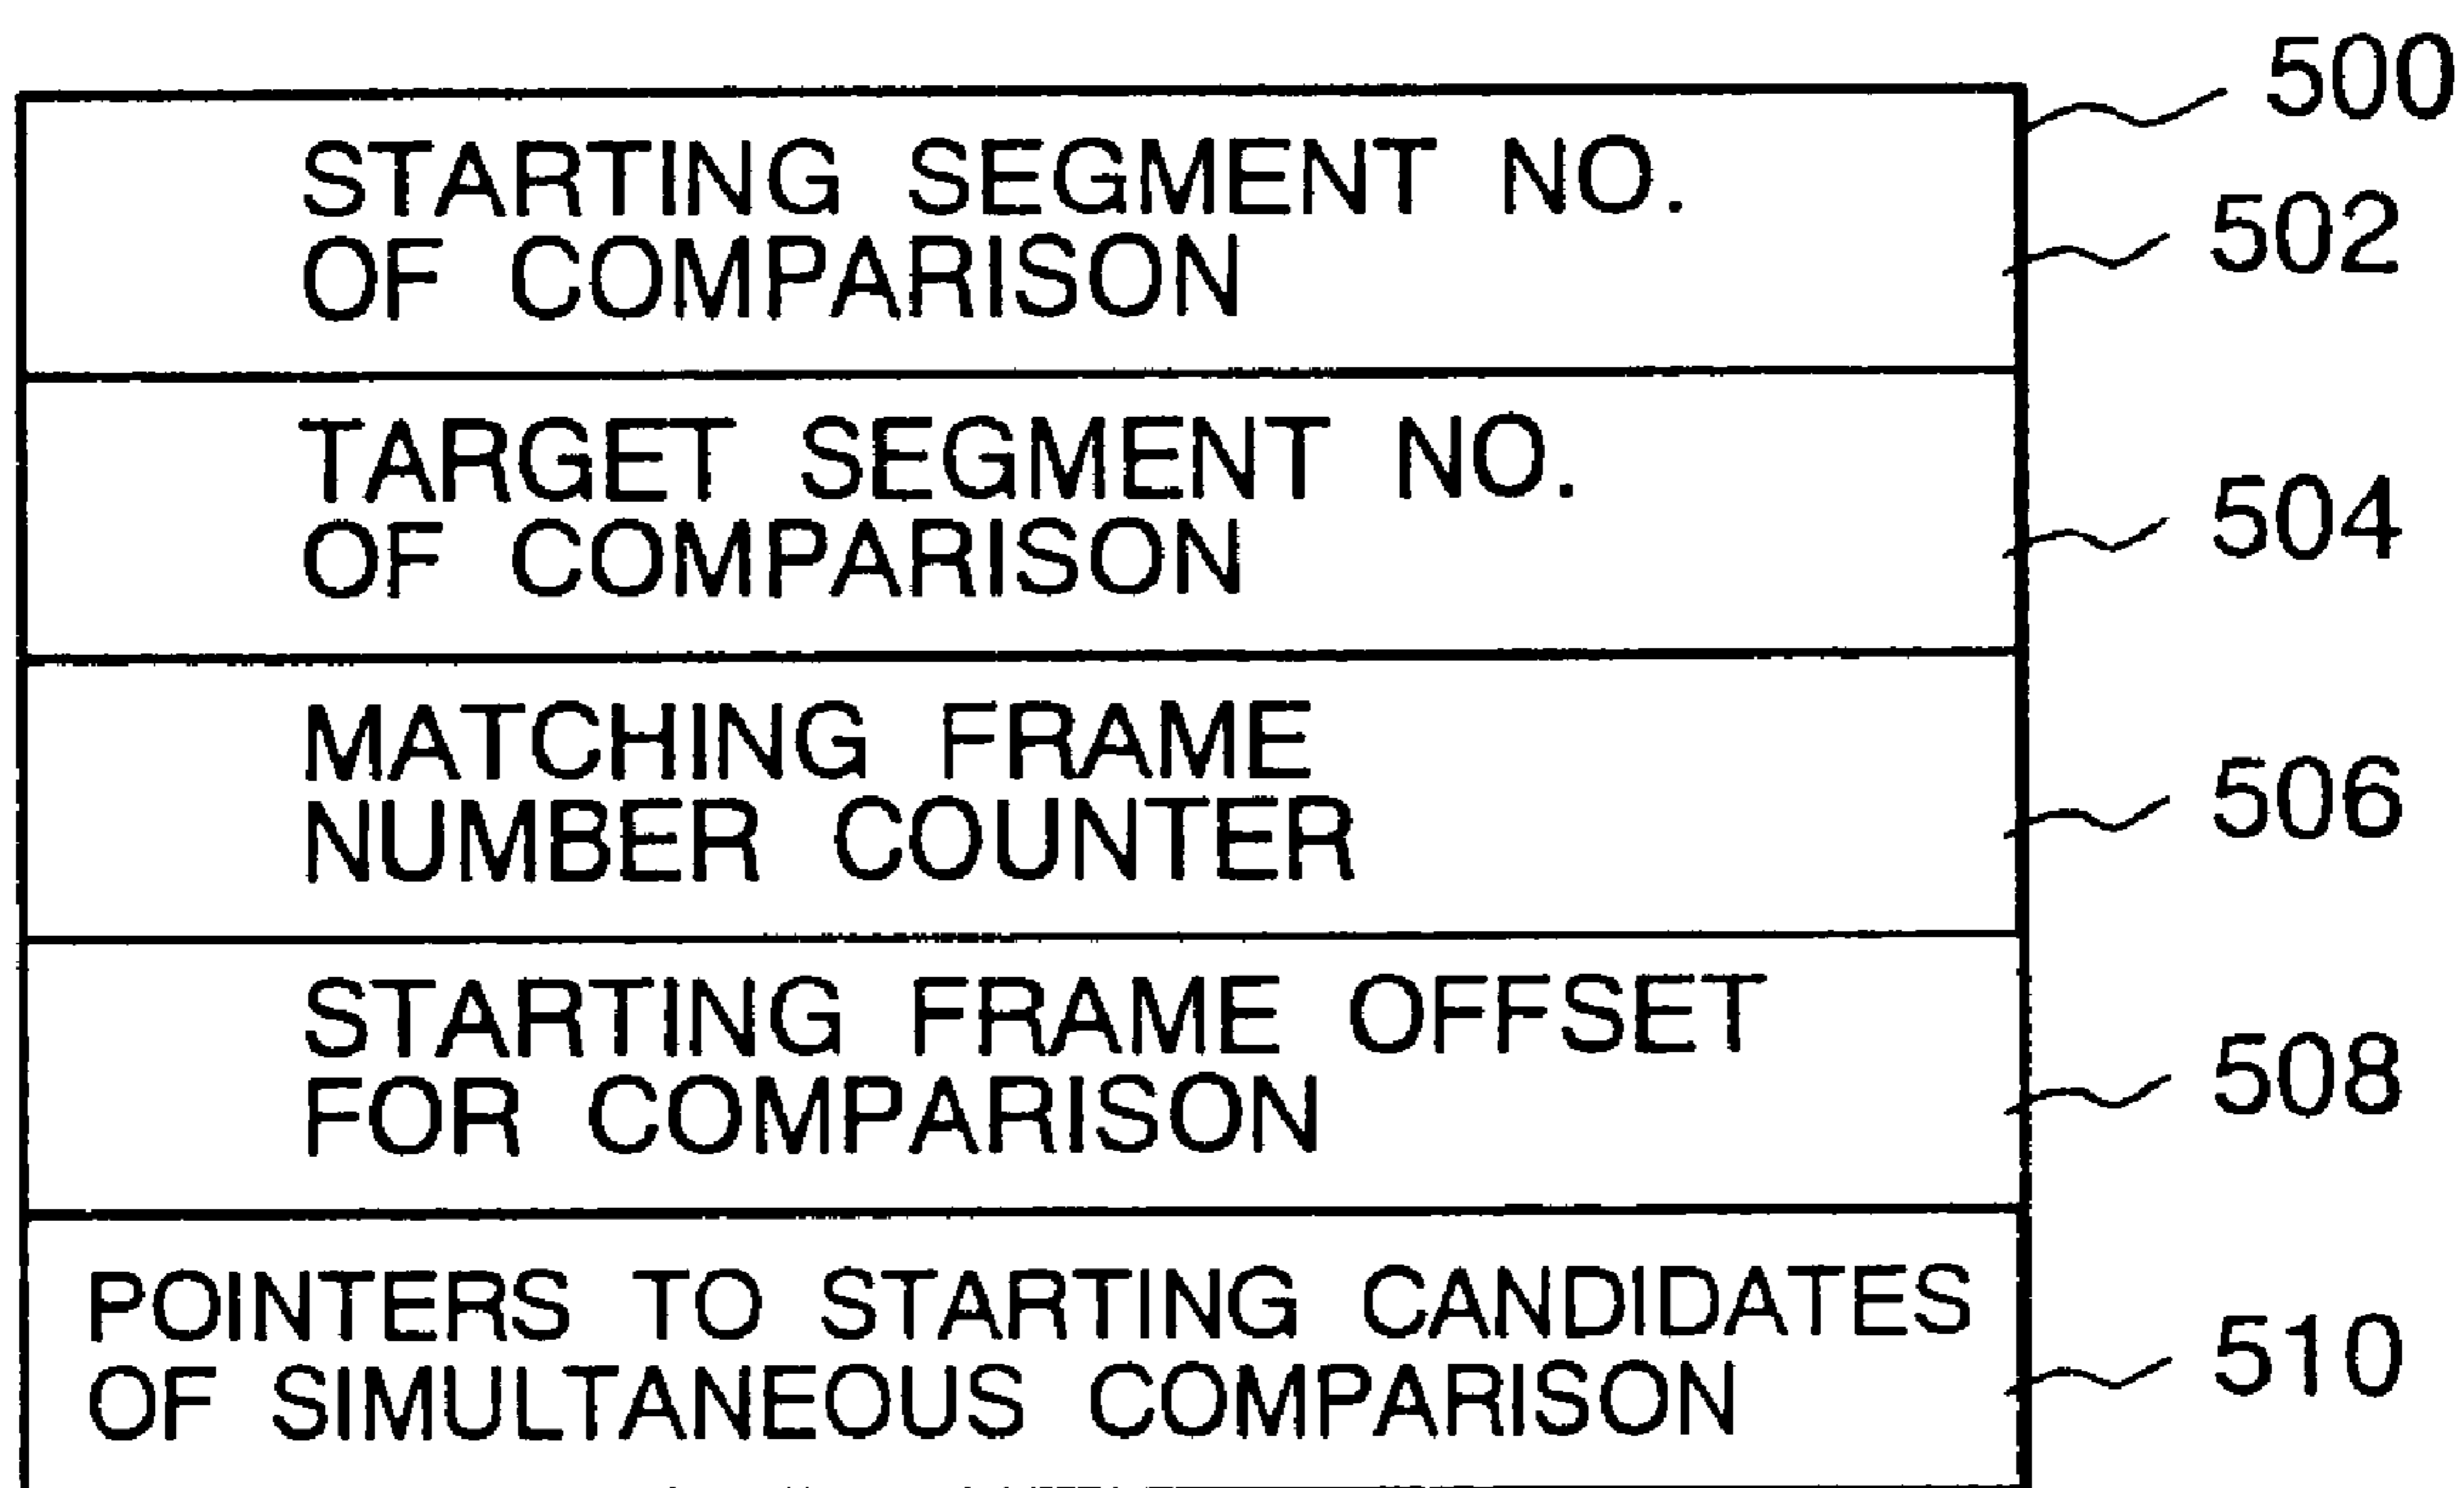 500
STARTING SEGMENT NO.
OF COMPARISON
502
TARGET SEGMENT NO.
OF COMPARISON
504
MATCHING FRAME
NUMBER COUNTER
506
STARTING FRAME OFFSET
FOR COMPARISON
508
POINTERS TO STARTING CANDIDATES
OF SIMULTANEOUS COMPARISON
510